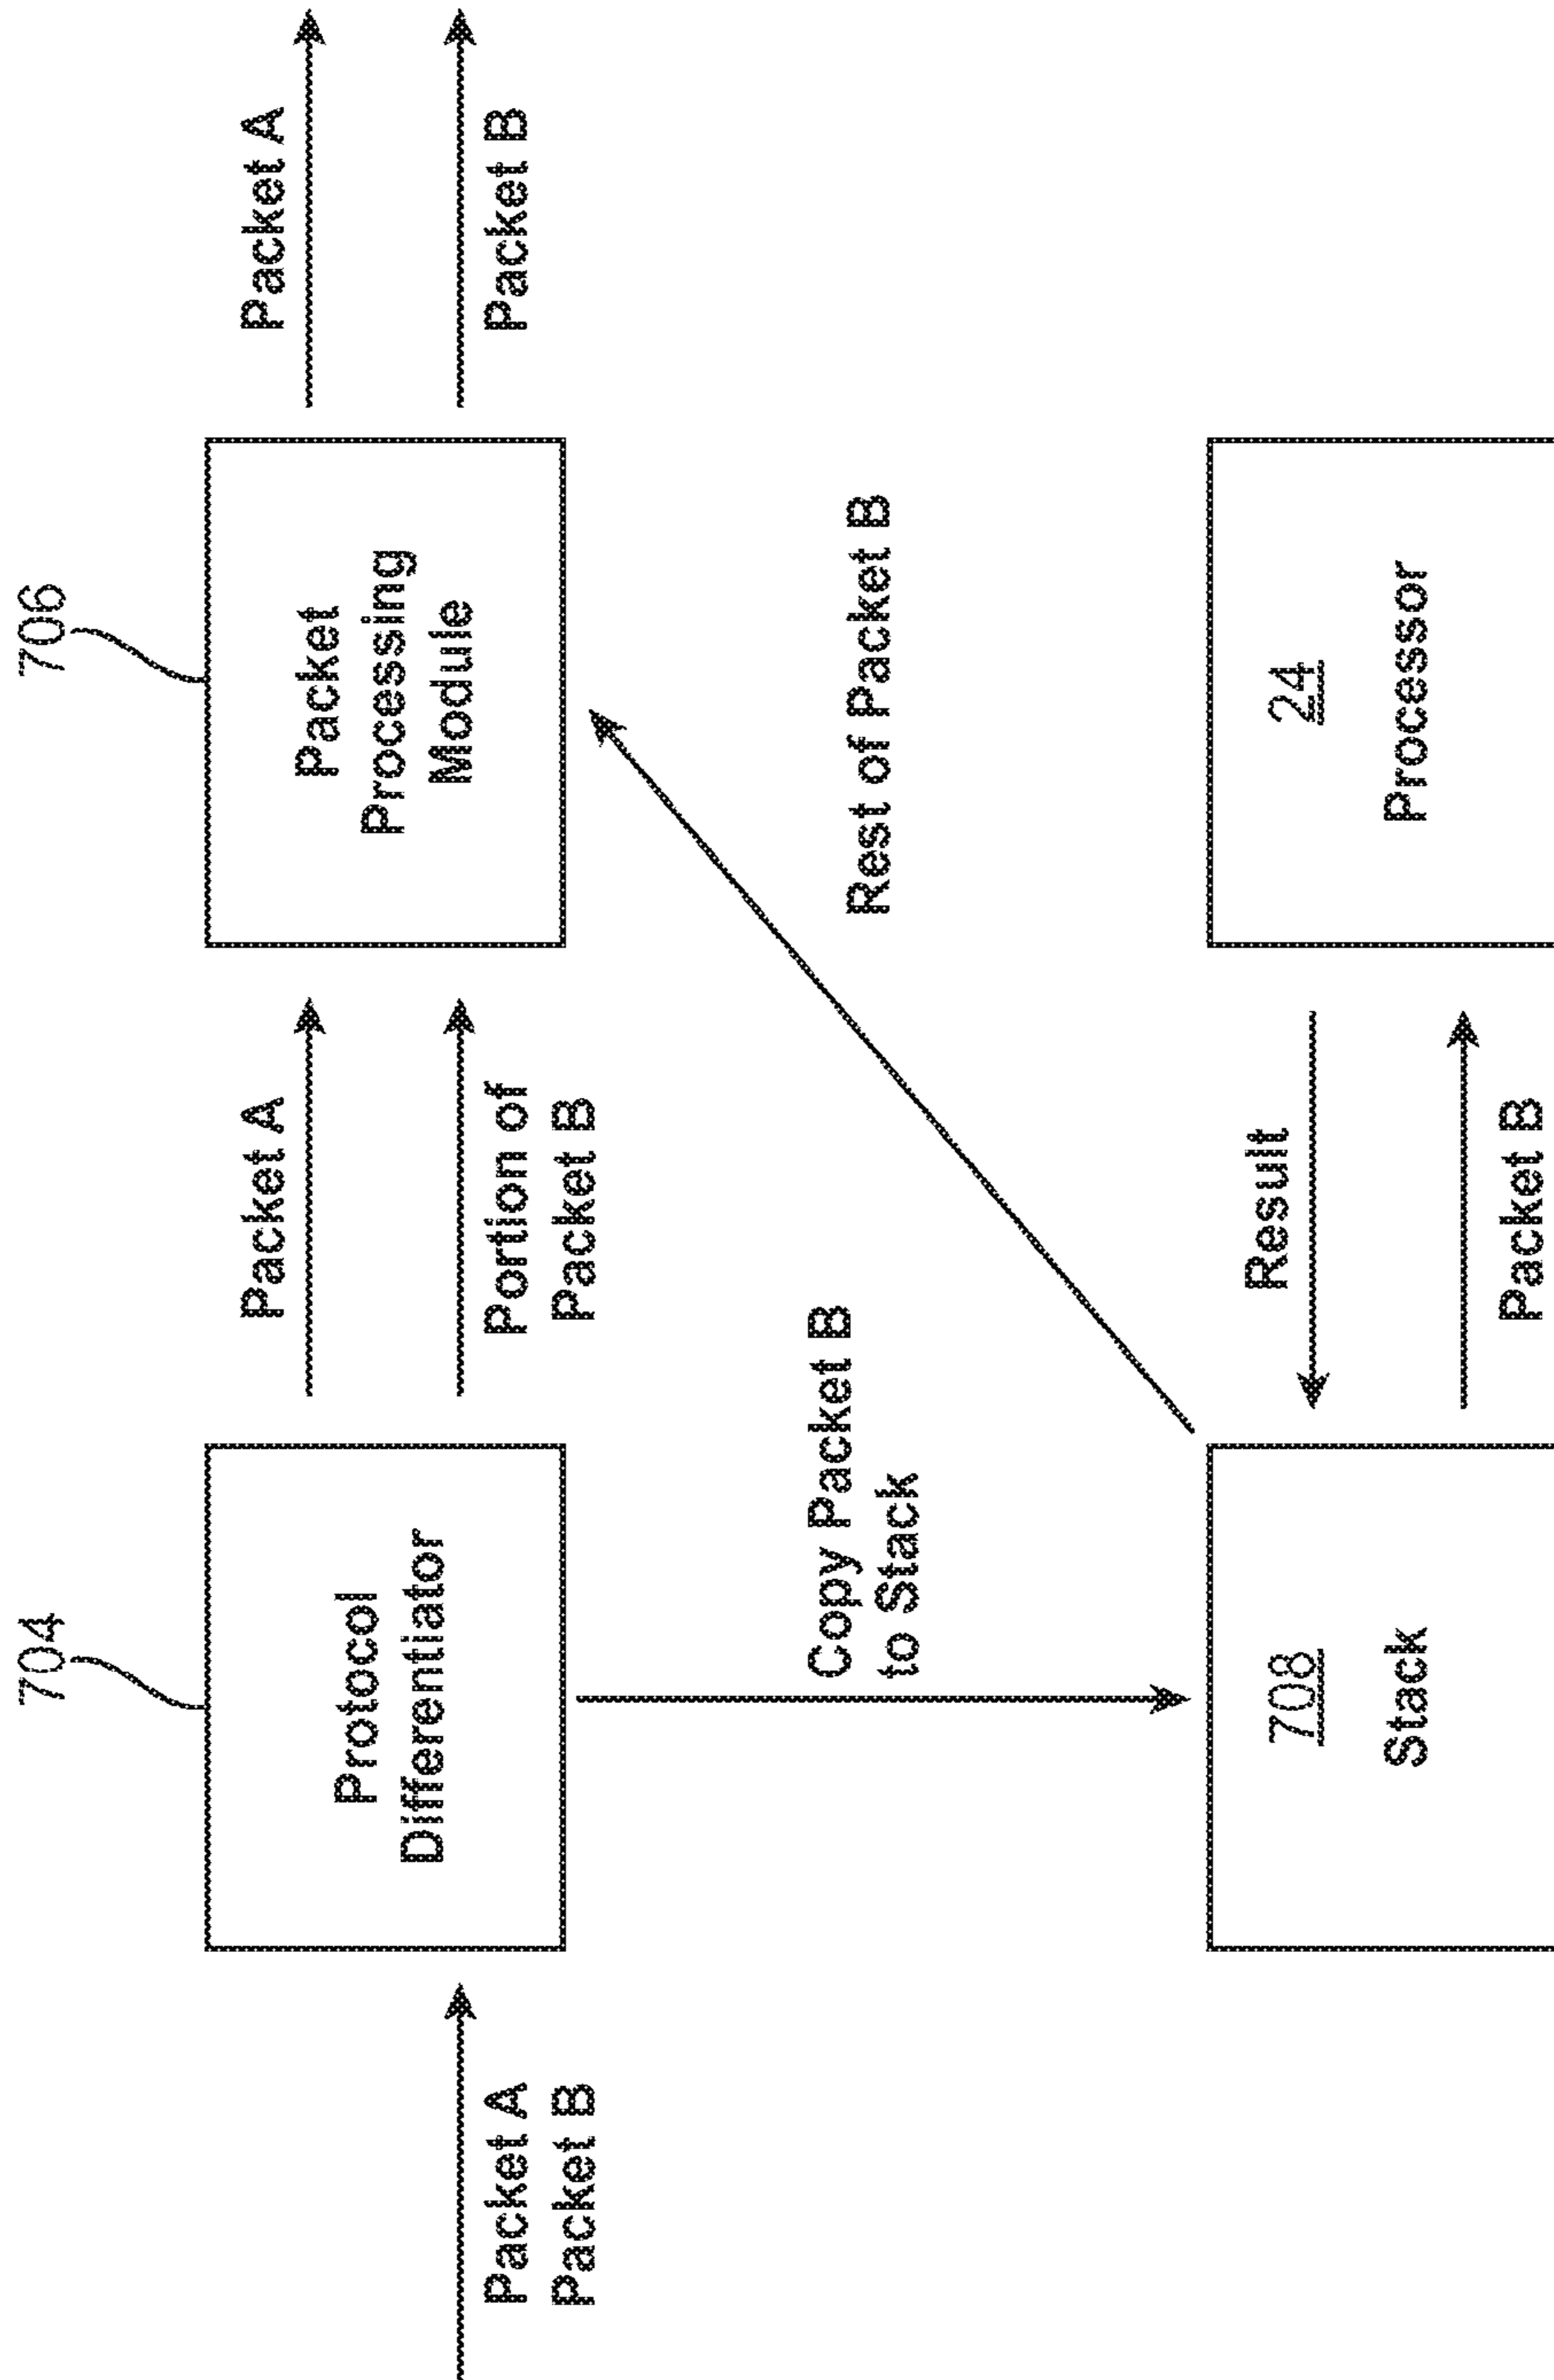 704
706
Packet A
Packet A
Protocol
Differentiator
Packet
Processing
Module
Packet A
Packet B
Portion of
Packet B
Packet B
Copy Packet B
to Stack
Rest of Packet B
708
Stack
Result
24
Processor
Packet B